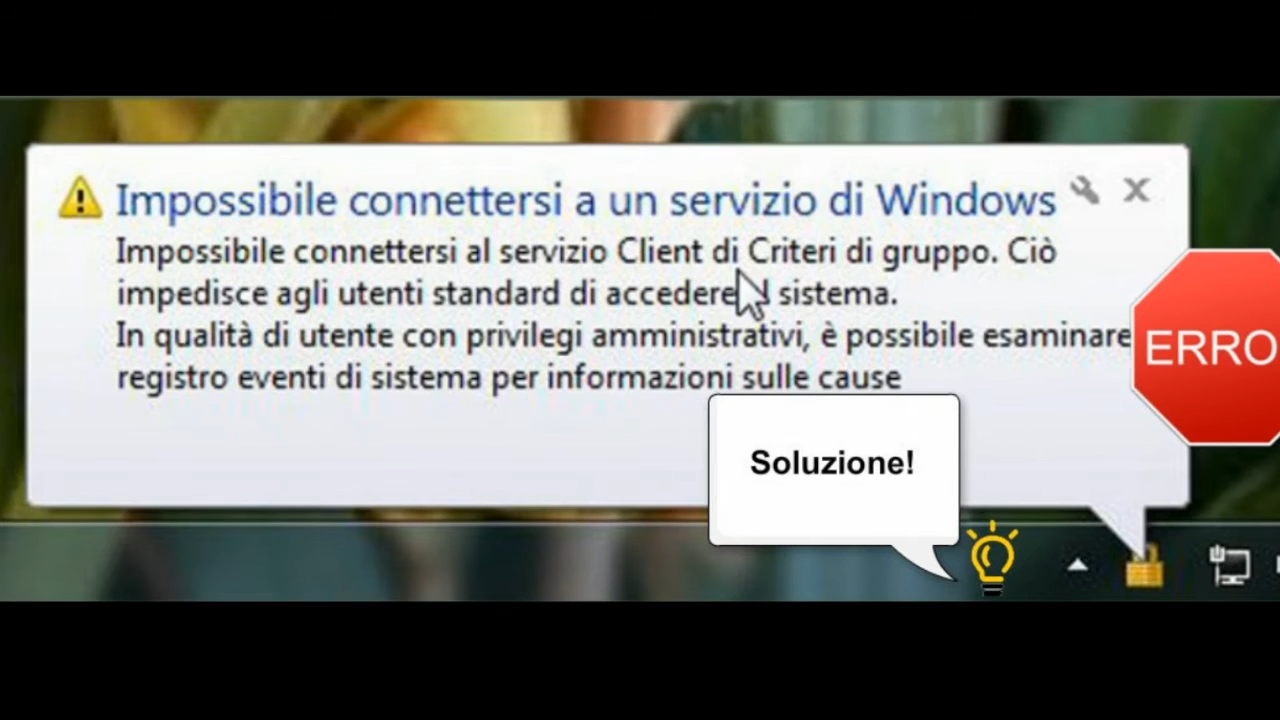 Impossibile connettersi a un servizio di Windows
Impossibile connettersi al servizio Client di Criteri di gruppo. Ciò
impedisce agli utenti standard di accedere sistema.
In qualità di utente con privilegi amministrativi, è possibile esaminare
registro eventi di sistema per informazioni sulle cause
ERRO
Soluzione!